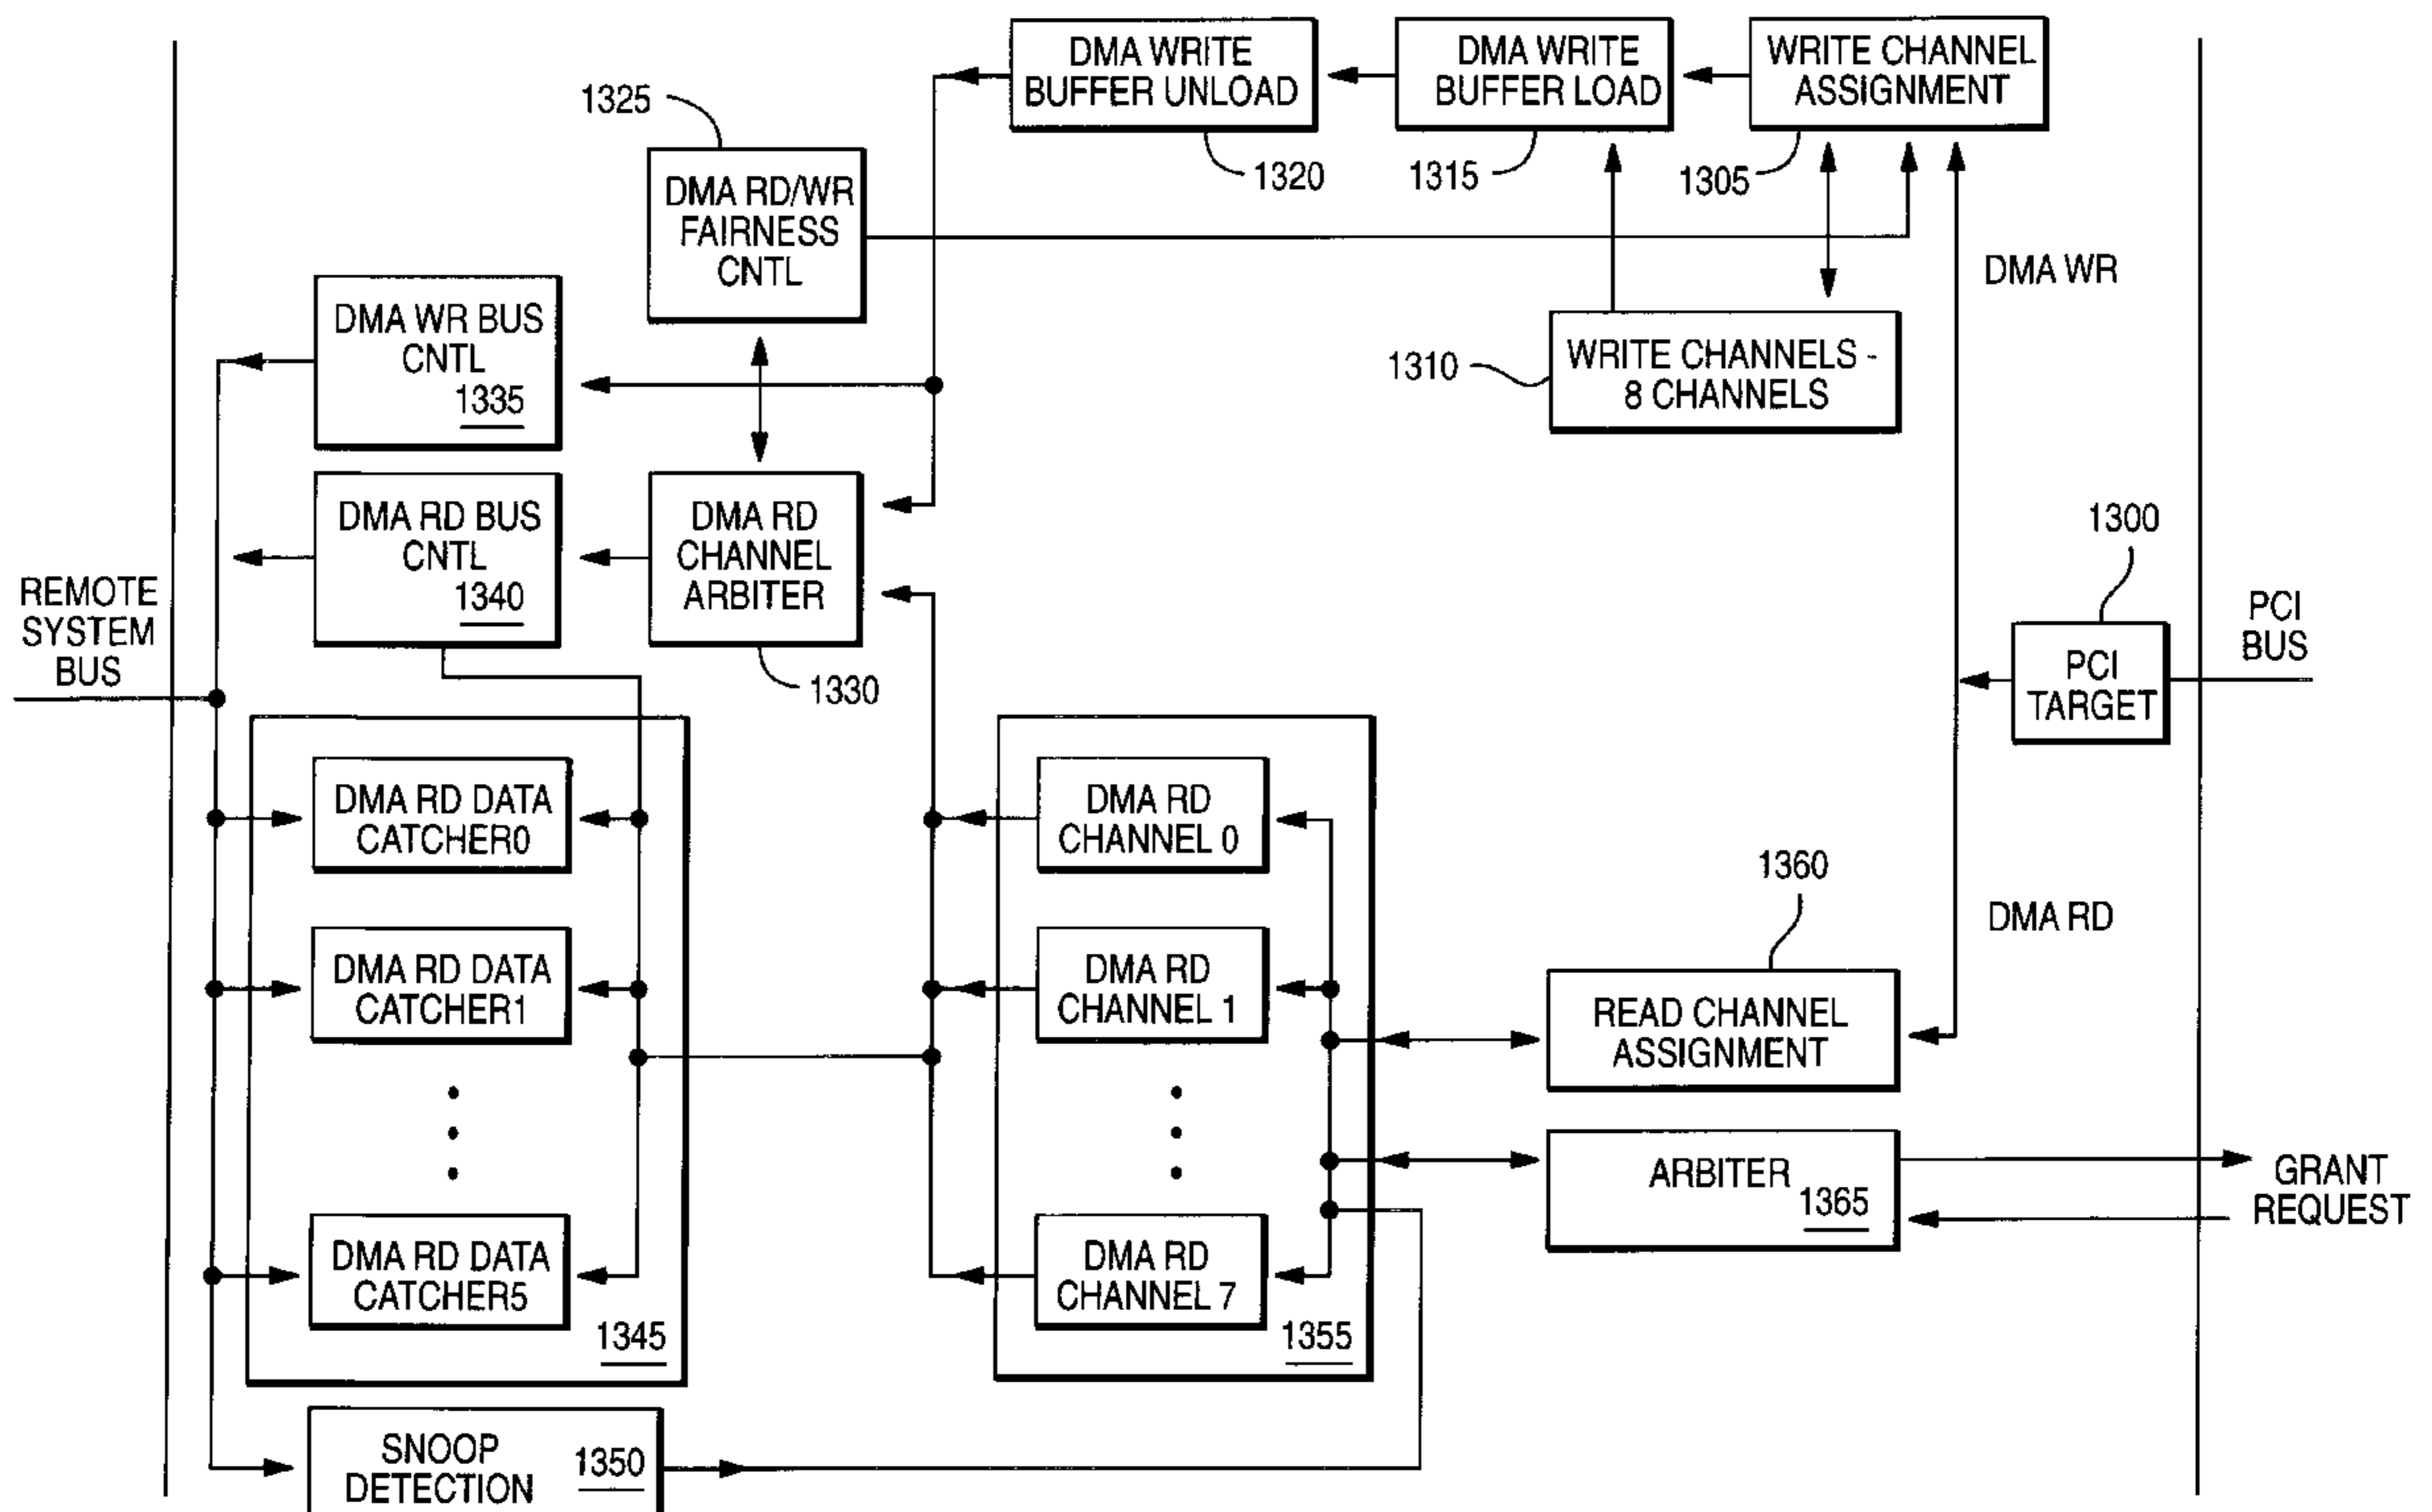 DMA WRITE
BUFFER UNLOAD
DMA WRITE
BUFFER LOAD
WRITE CHANNEL
ASSIGNMENT
1325
1320
1315
1305
DMA RD/WR
FAIRNESS
CNTL
DMA WR
DMA WR BUS
CNTL
1335
1310
WRITE CHANNELS -
8 CHANNELS
DMA RD BUS
CNTL
1340
DMA RD
CHANNEL
ARBITER
1330
1300
REMOTE
SYSTEM
BUS
PCI
BUS
PCI
TARGET
DMA RD DATA
CATCHER0
DMA RD
CHANNEL 0
1360
DMA RD
DMA RD DATA
CATCHER1
DMA RD
CHANNEL 1
READ CHANNEL
ASSIGNMENT
ARBITER
1365
GRANT
REQUEST
DMA RD DATA
CATCHER5
1345
DMA RD
CHANNEL 7
1355
SNOOP
DETECTION
1350